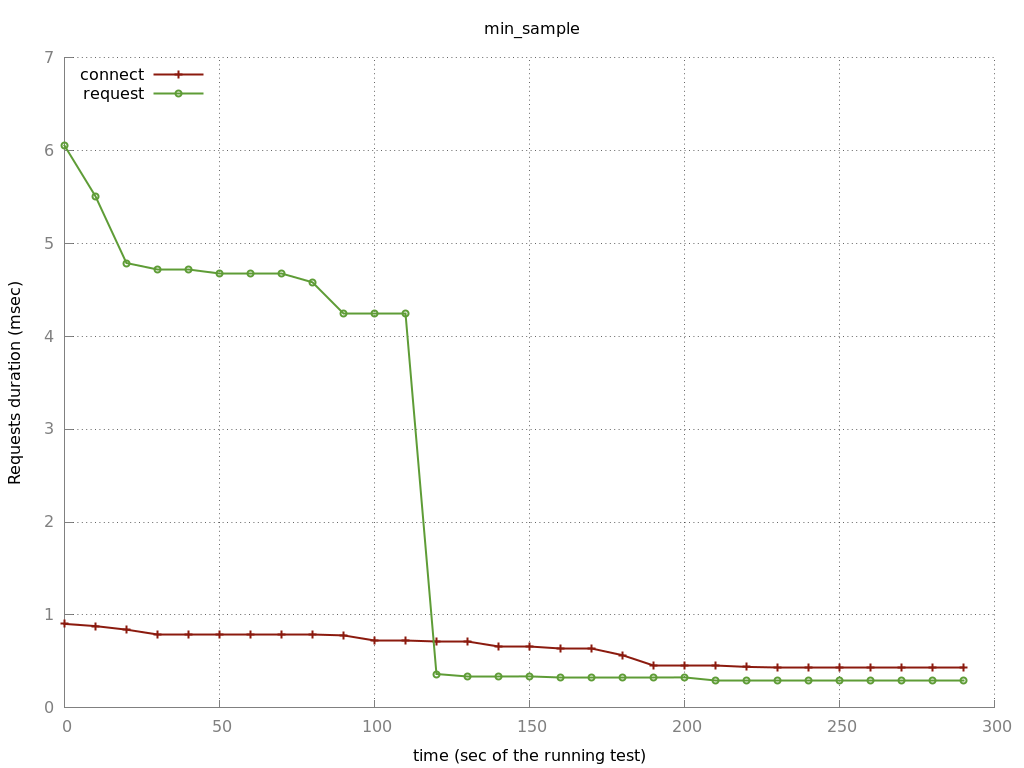 min_sample
connect
request
7
6
5
4
3
2
1
0
Requests duration (msec)
0 50 100 150 200 250 300
time (sec of the running test)